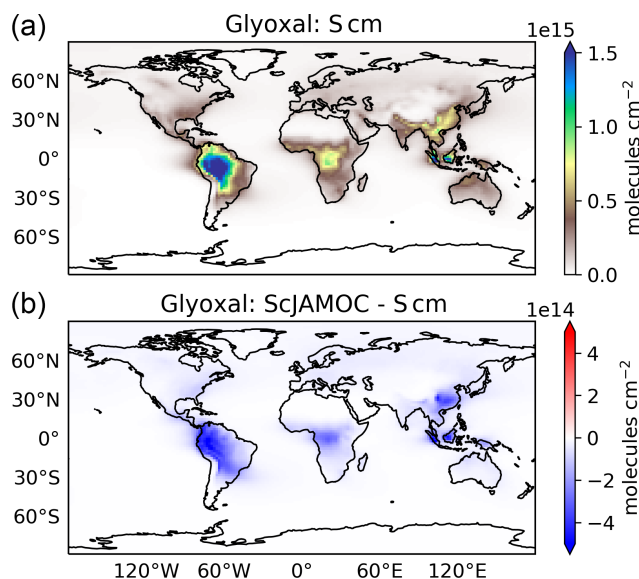 (a) Glyoxal: Scm 1e15
60°N
30°N
0°
30°S
60°S
1.5
1.0
0.5
0.0
molecules cm−2
(b) Glyoxal: ScJAMOC - Scm 1e14
60°N
30°N
0°
30°S
60°S
120°W 60°W 0° 60°E 120°E
4
2
0
−2
−4
molecules cm−2